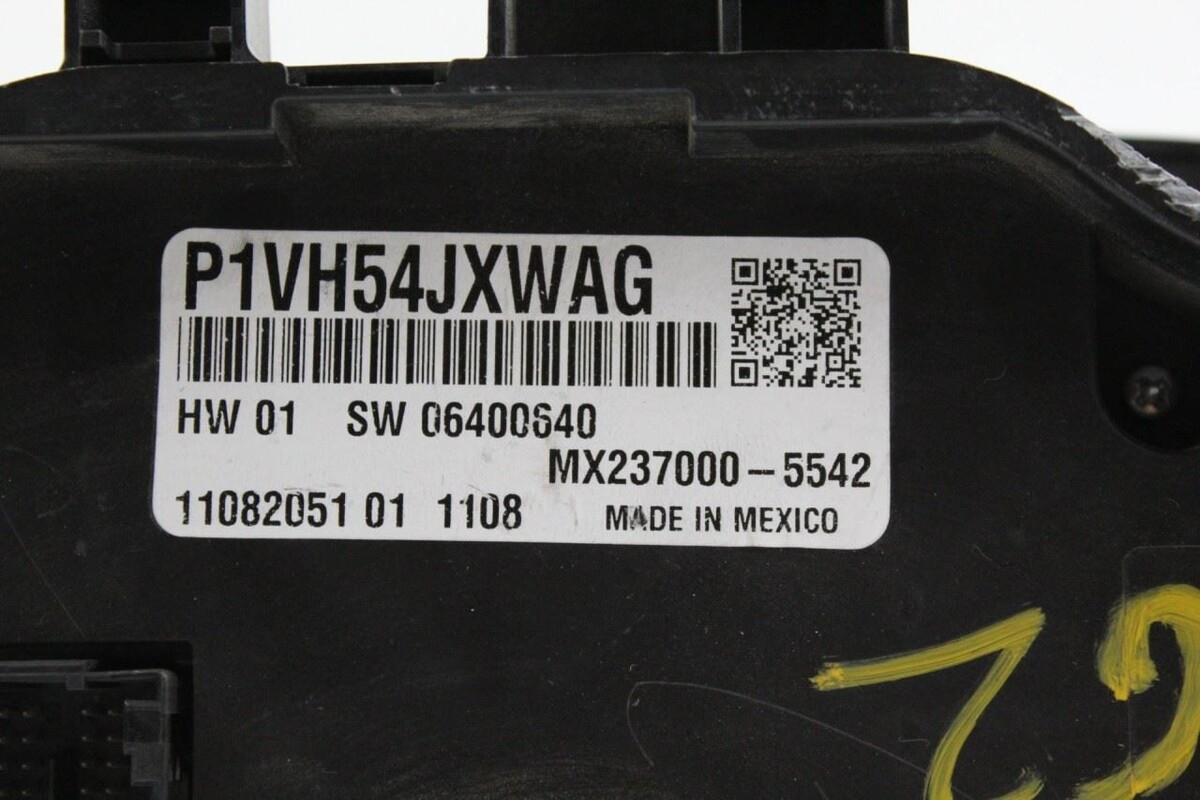 P1VH54JXWAG
HW 01 SW 06400640
MX237000-5542
11082051 01 1108 MADE IN MEXICO